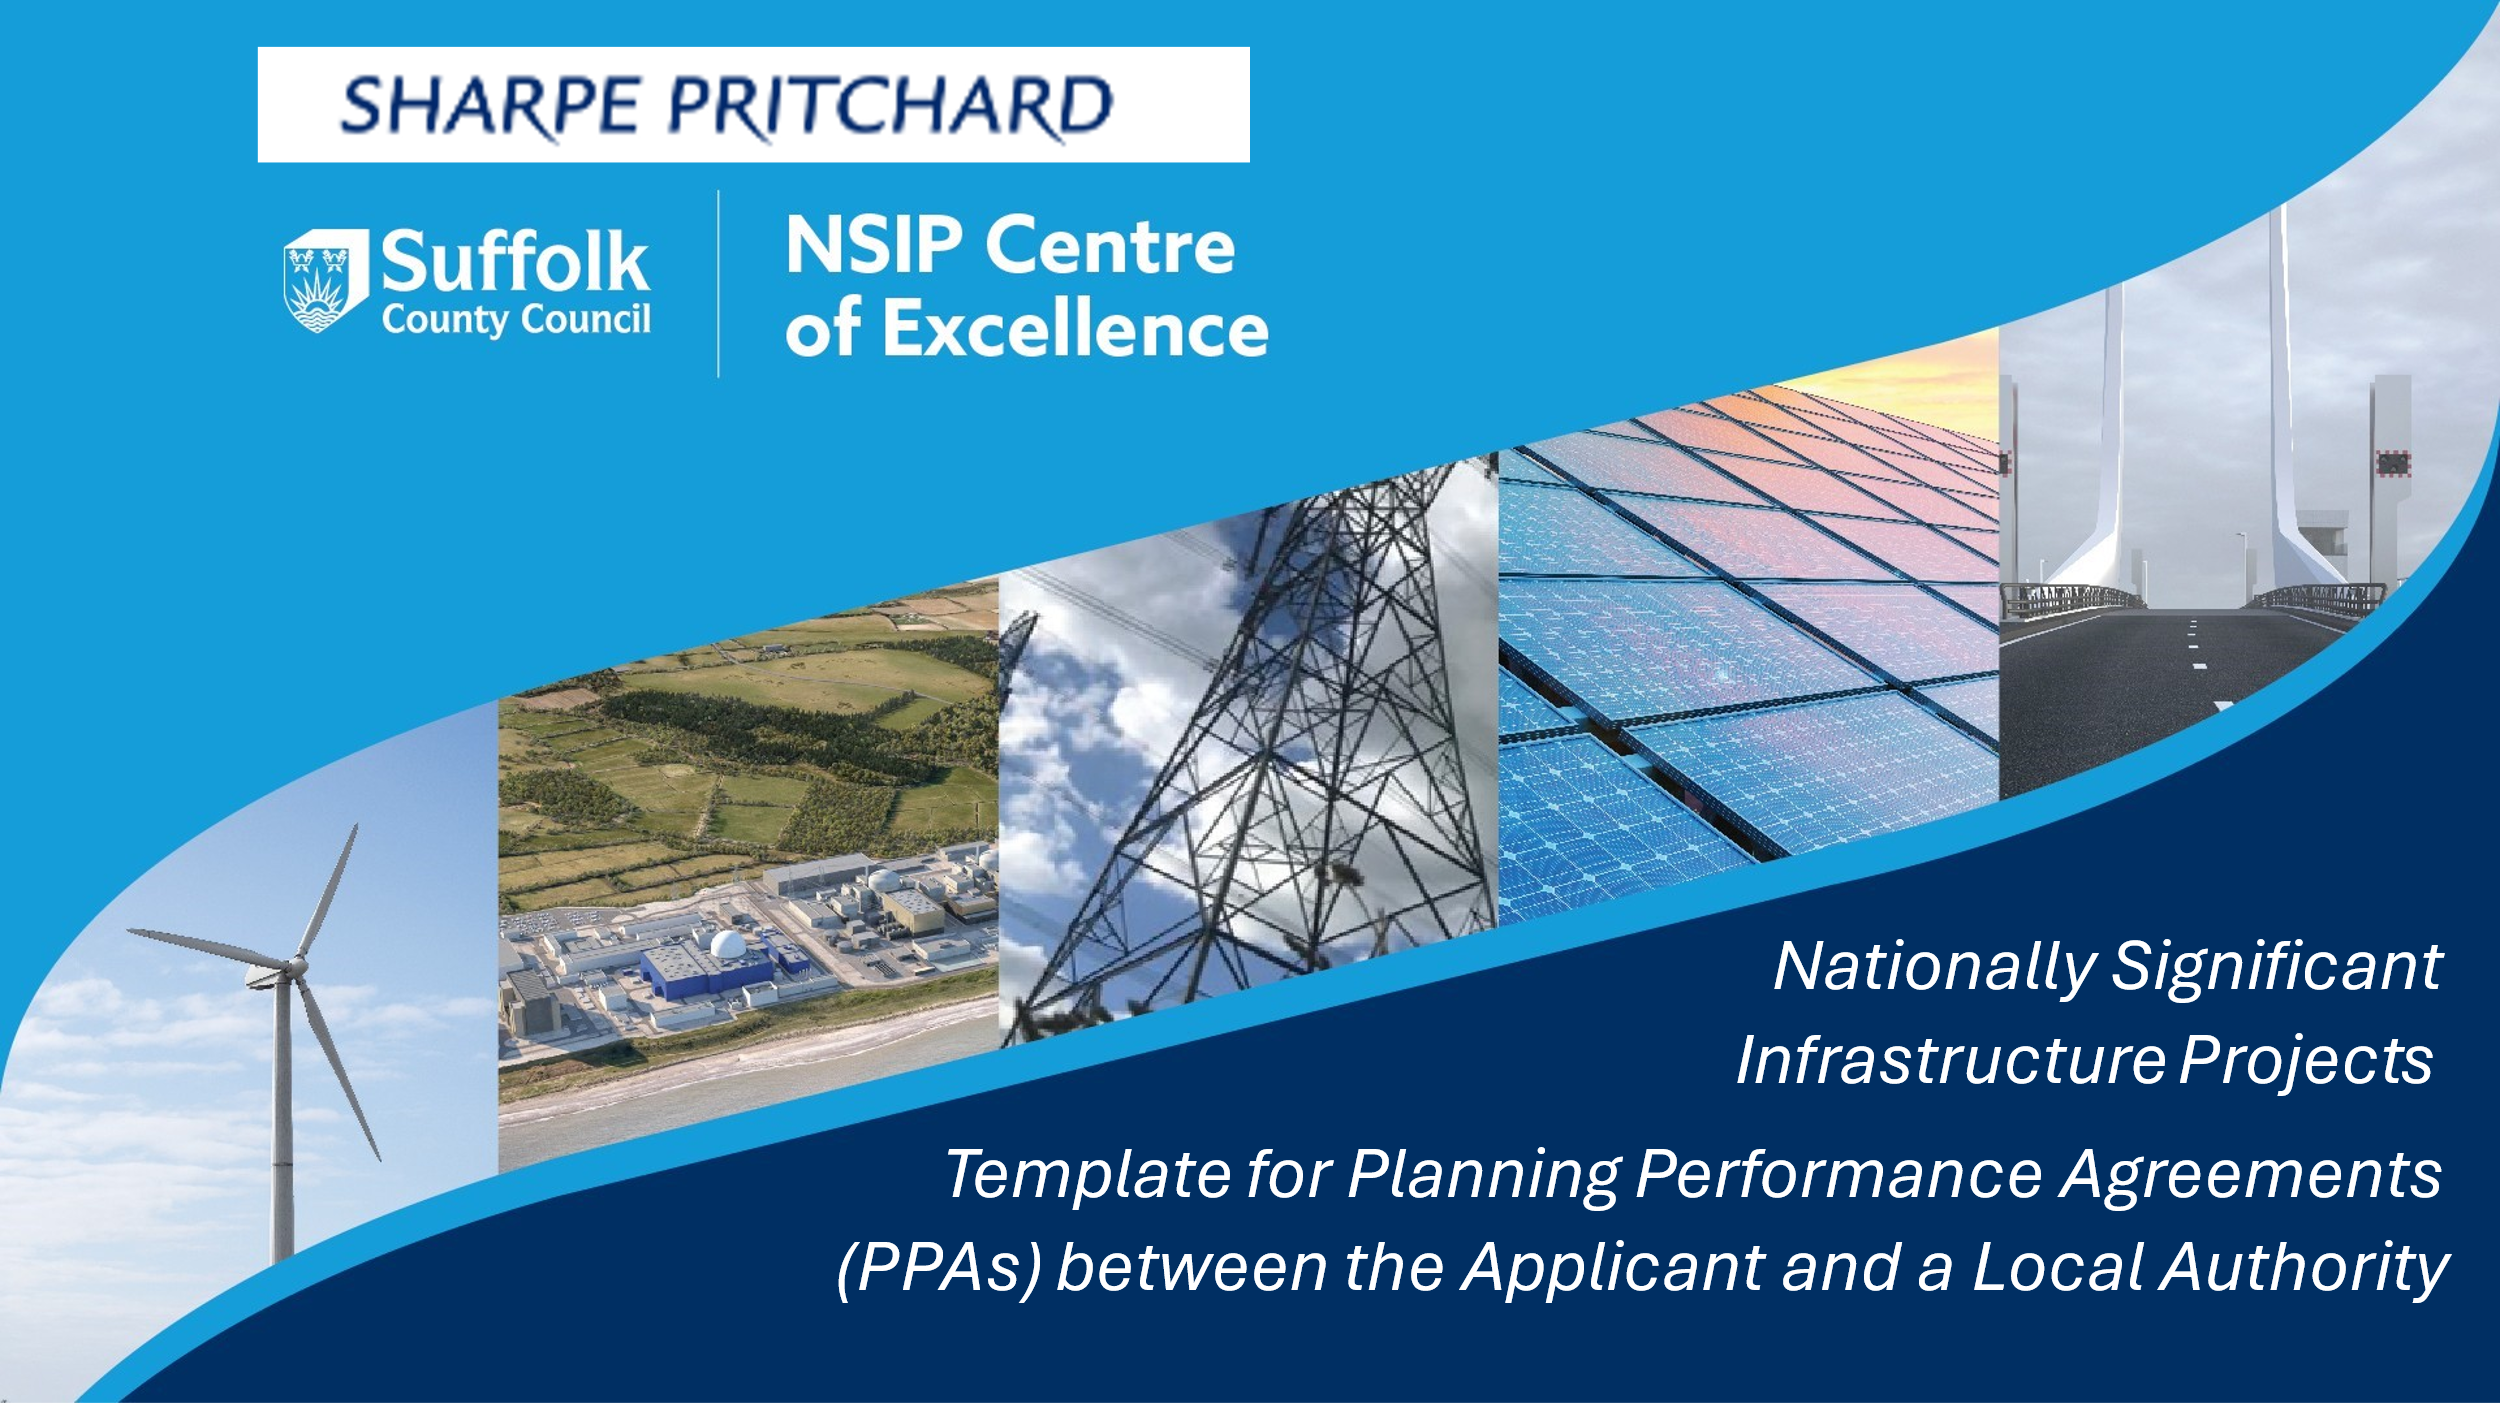 SHARPE PRITCHARD
Suffolk
County Council
NSIP Centre
of Excellence
Nationally Significant
Infrastructure Projects
Template for Planning Performance Agreements
(PPAs) between the Applicant and a Local Authority